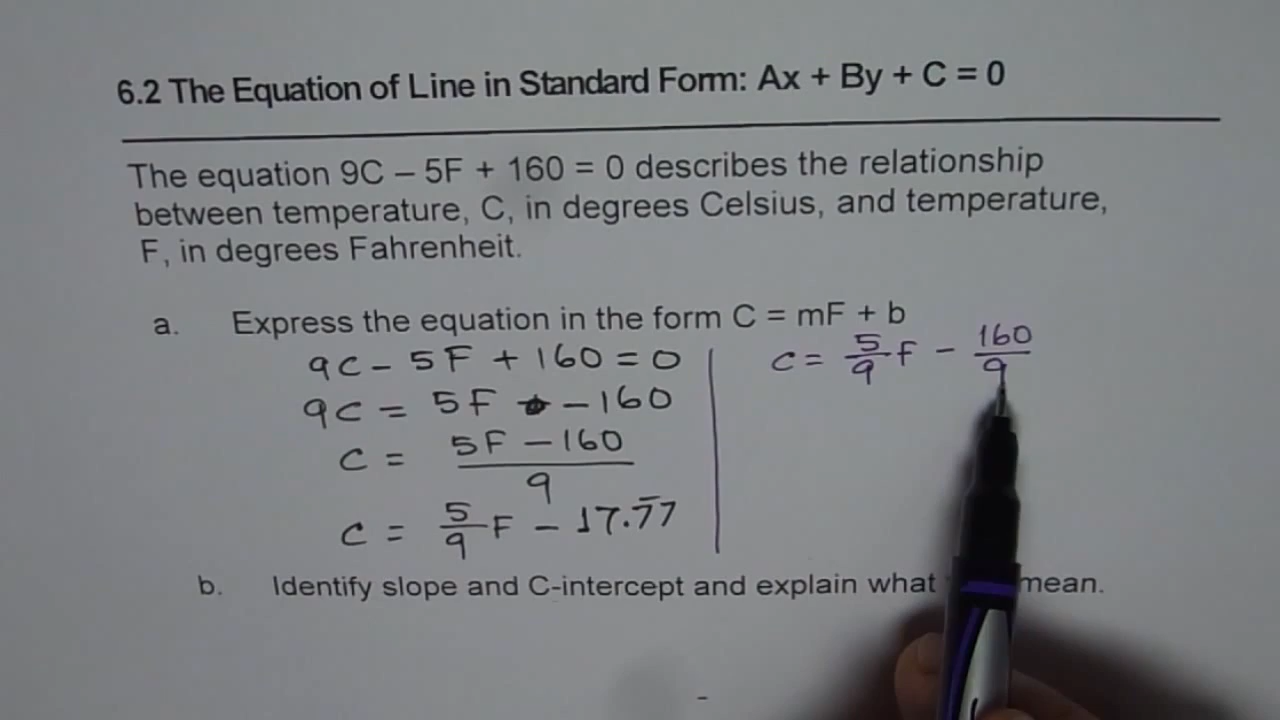 6.2 The Equation of Line in Standard Form: Ax + By + C = 0
The equation 9C – 5F + 160 = 0 describes the relationship
between temperature, C, in degrees Celsius, and temperature,
F, in degrees Fahrenheit.
a. Express the equation in the form C = mF + b
9C - 5F + 160 = 0
9C = 5F - 160
C = 5F - 160 / 9
C = 5/9 F - 17.77
C = 5/9 F - 160/9
b. Identify slope and C-intercept and explain what mean.